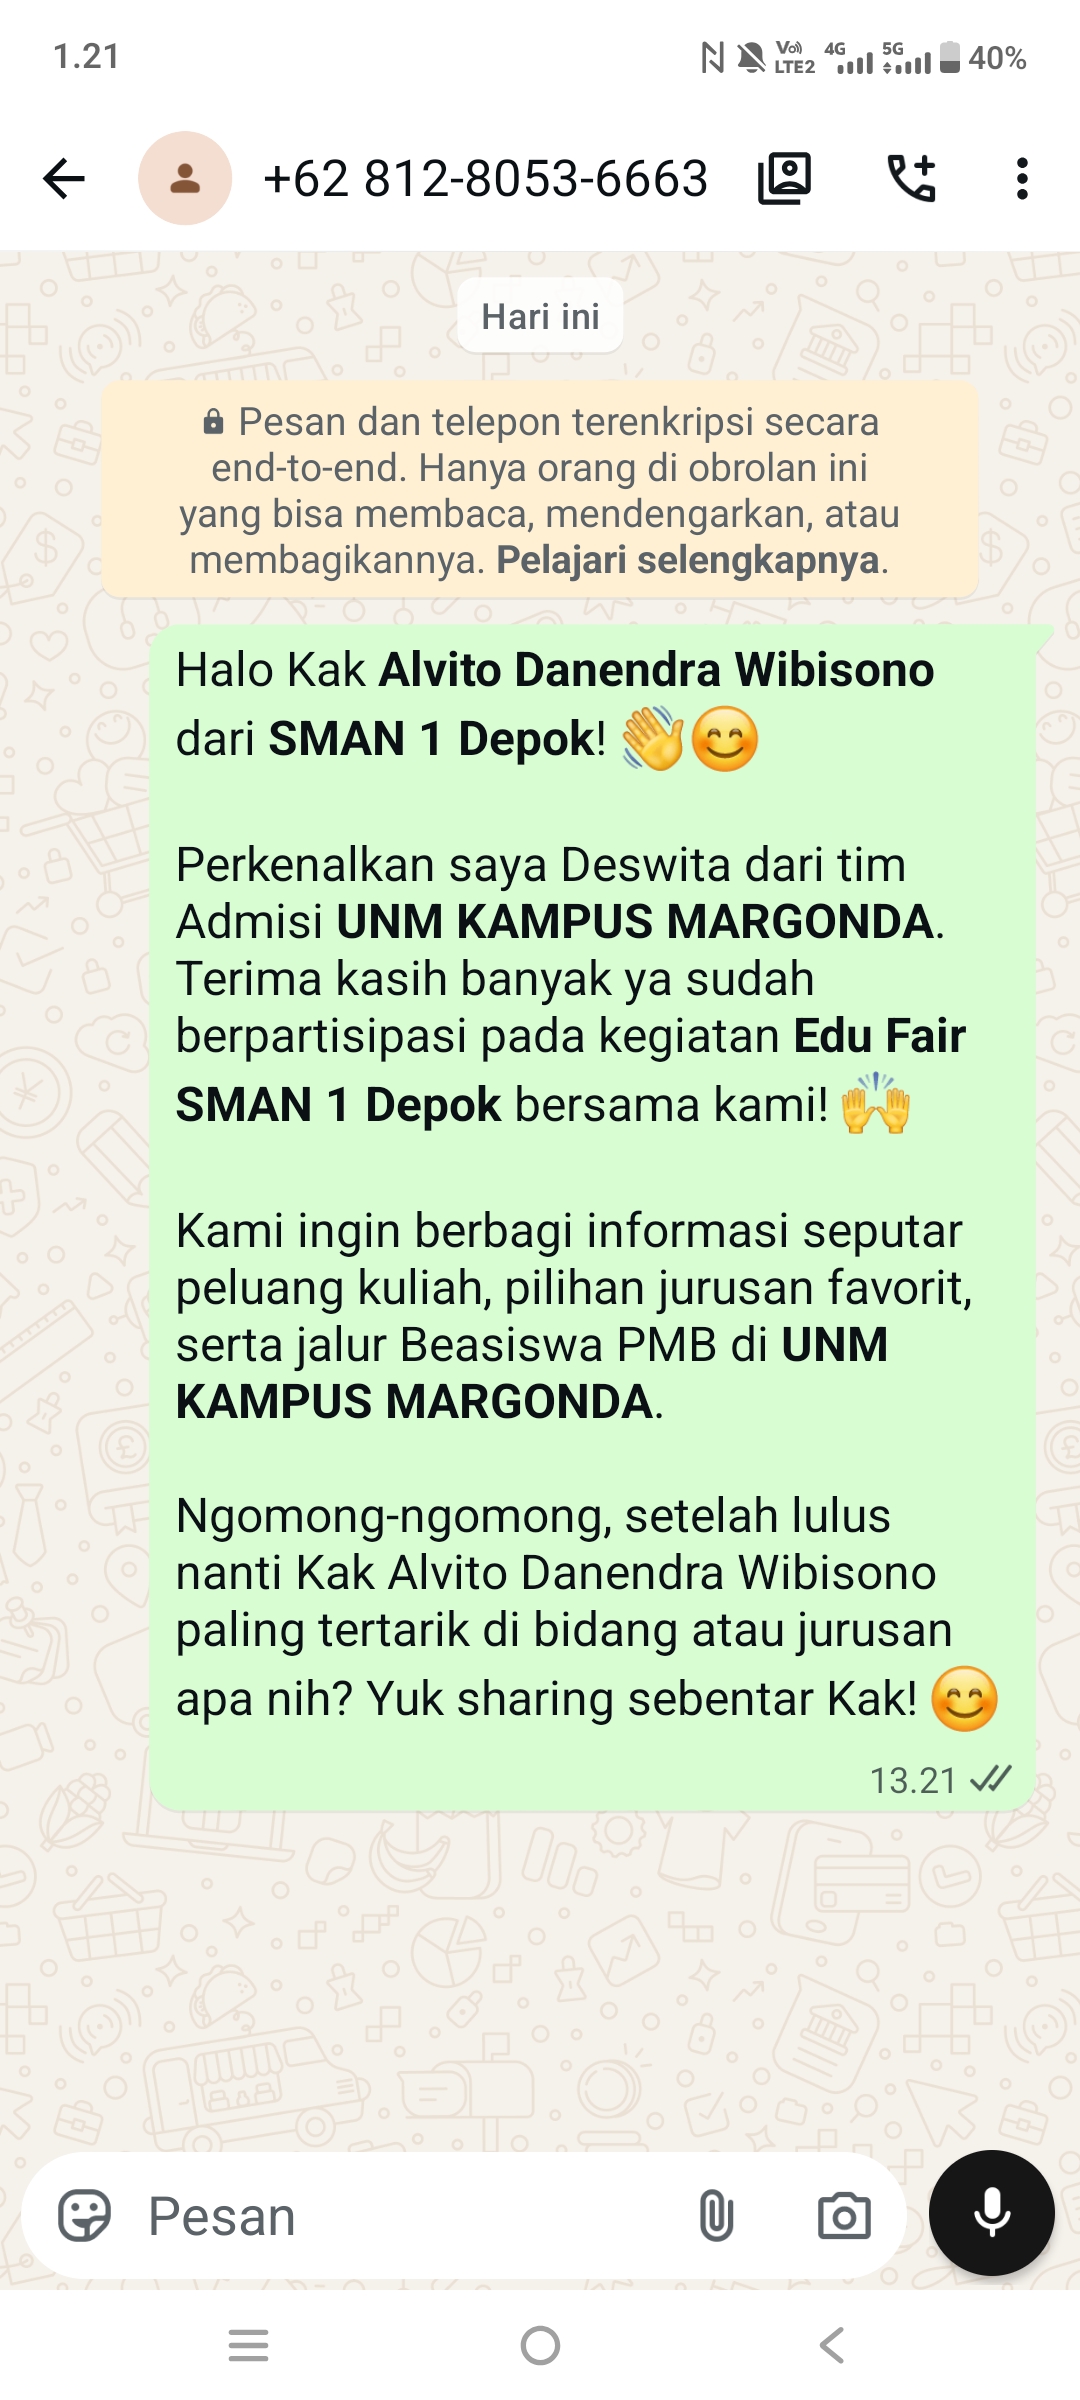 1.21
Vo) LTE2 4G 5G 40%
+62 812-8053-6663
Hari ini
Pesan dan telepon terenkripsi secara
end-to-end. Hanya orang di obrolan ini
yang bisa membaca, mendengarkan, atau
membagikannya. Pelajari selengkapnya.
Halo Kak Alvito Danendra Wibisono
dari SMAN 1 Depok! 👋😊
Perkenalkan saya Deswita dari tim
Admisi UNM KAMPUS MARGONDA.
Terima kasih banyak ya sudah
berpartisipasi pada kegiatan Edu Fair
SMAN 1 Depok bersama kami! 🙌
Kami ingin berbagi informasi seputar
peluang kuliah, pilihan jurusan favorit,
serta jalur Beasiswa PMB di UNM
KAMPUS MARGONDA.
Ngomong-ngomong, setelah lulus
nanti Kak Alvito Danendra Wibisono
paling tertarik di bidang atau jurusan
apa nih? Yuk sharing sebentar Kak! 😊
13.21
Pesan